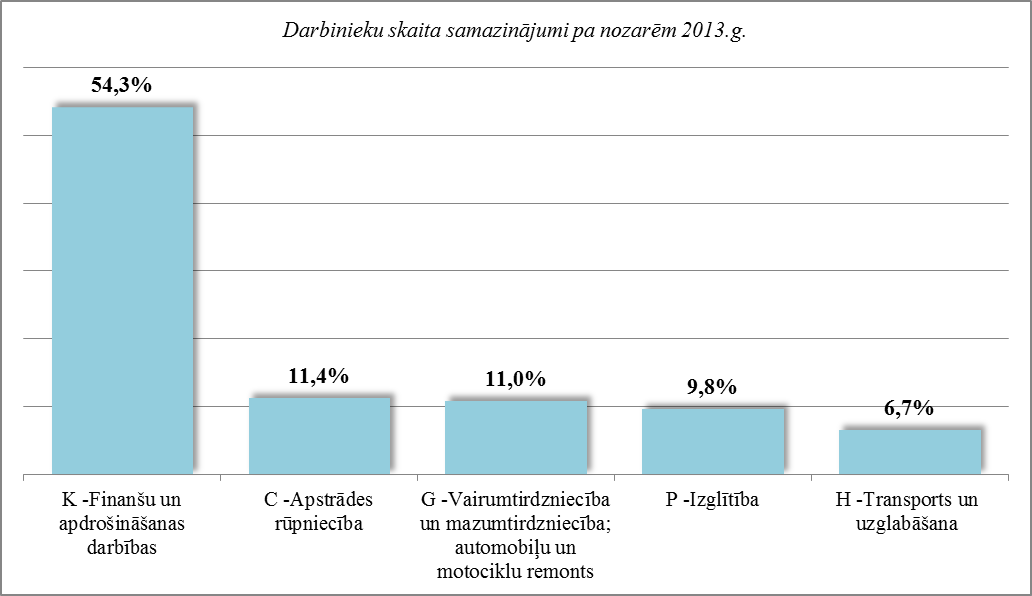 Darbinieku skaita samazinājumi pa nozarēm 2013.g.
54,3%
11,4%
11,0%
9,8%
6,7%
K -Finanšu un
apdrošināšanas
darbības
C -Apstrādes
rūpniecība
G -Vairumtirdzniecība
un mazumtirdzniecība;
automobiļu un
motociklu remonts
P -Izglītība
H -Transports un
uzglabāšana